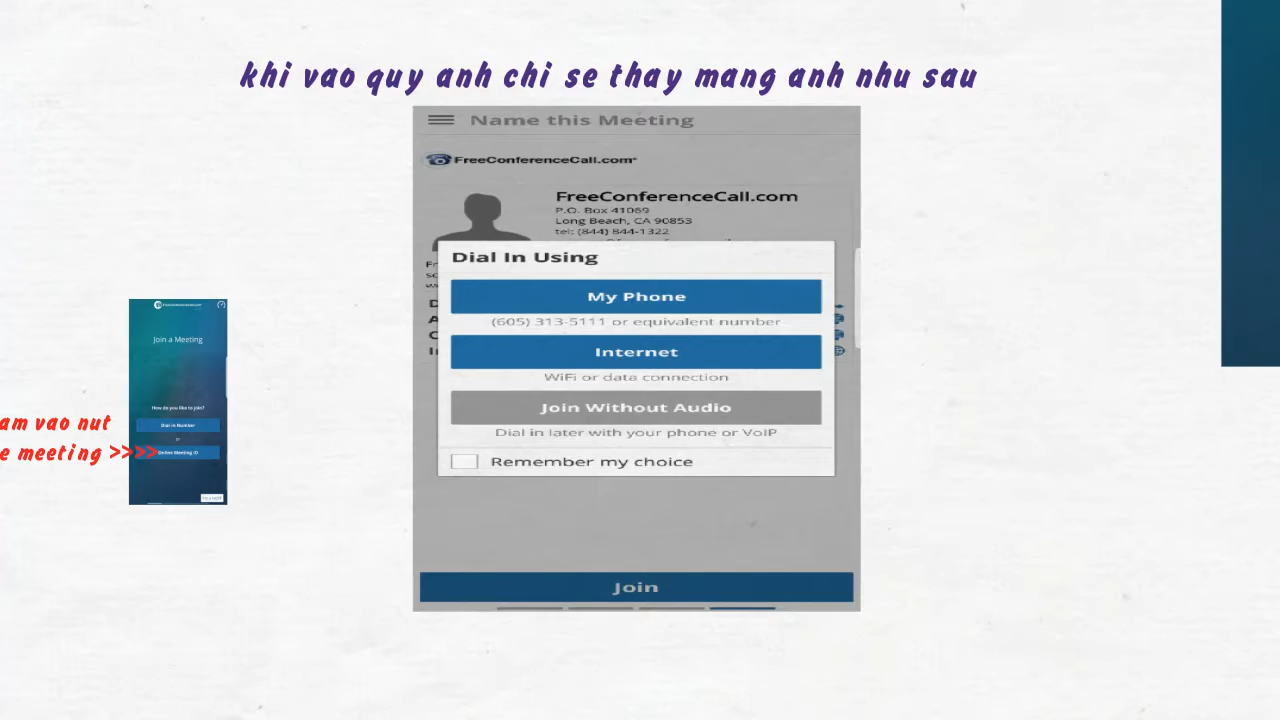 khi vao quy anh chi se thay mang anh nhu sau
Name this Meeting
FreeConferenceCall.com
FreeConferenceCall.com
P.O. Box 41069
Long Beach, CA 90853
tel: (844) 844-1322
Dial In Using
My Phone
(605) 313-5111 or equivalent number
Internet
WiFi or data connection
Join Without Audio
Dial in later with your phone or VoIP
Remember my choice
Join
FreeConferenceCall.com
Join a Meeting
How do you like to join?
Dial-in Number
or
Online Meeting ID
am vao nut
e meeting >>>>